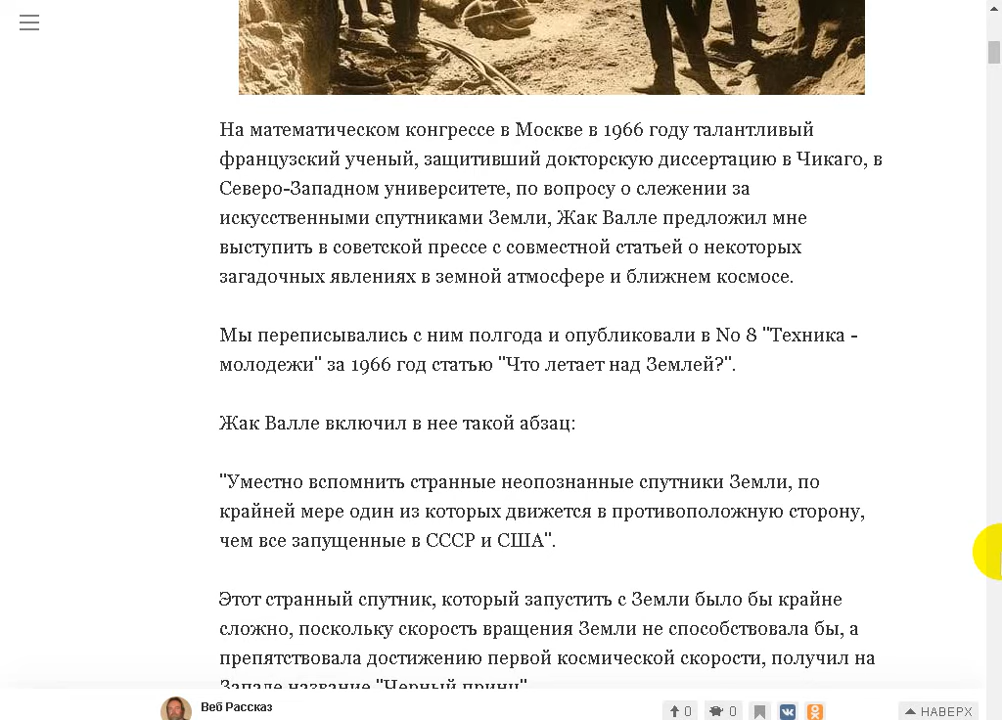 На математическом конгрессе в Москве в 1966 году талантливый
французский ученый, защитивший докторскую диссертацию в Чикаго, в
Северо-Западном университете, по вопросу о слежении за
искусственными спутниками Земли, Жак Валле предложил мне
выступить в советской прессе с совместной статьей о некоторых
загадочных явлениях в земной атмосфере и ближнем космосе.
Мы переписывались с ним полгода и опубликовали в No 8 "Техника -
молодежи" за 1966 год статью "Что летает над Землей?".
Жак Валле включил в нее такой абзац:
"Уместно вспомнить странные неопознанные спутники Земли, по
крайней мере один из которых движется в противоположную сторону,
чем все запущенные в СССР и США".
Этот странный спутник, который запустить с Земли было бы крайне
сложно, поскольку скорость вращения Земли не способствовала бы, а
препятствовала достижению первой космической скорости, получил на
Западе название "Черный принц"
Веб Рассказ
0
0
НАВЕРХ